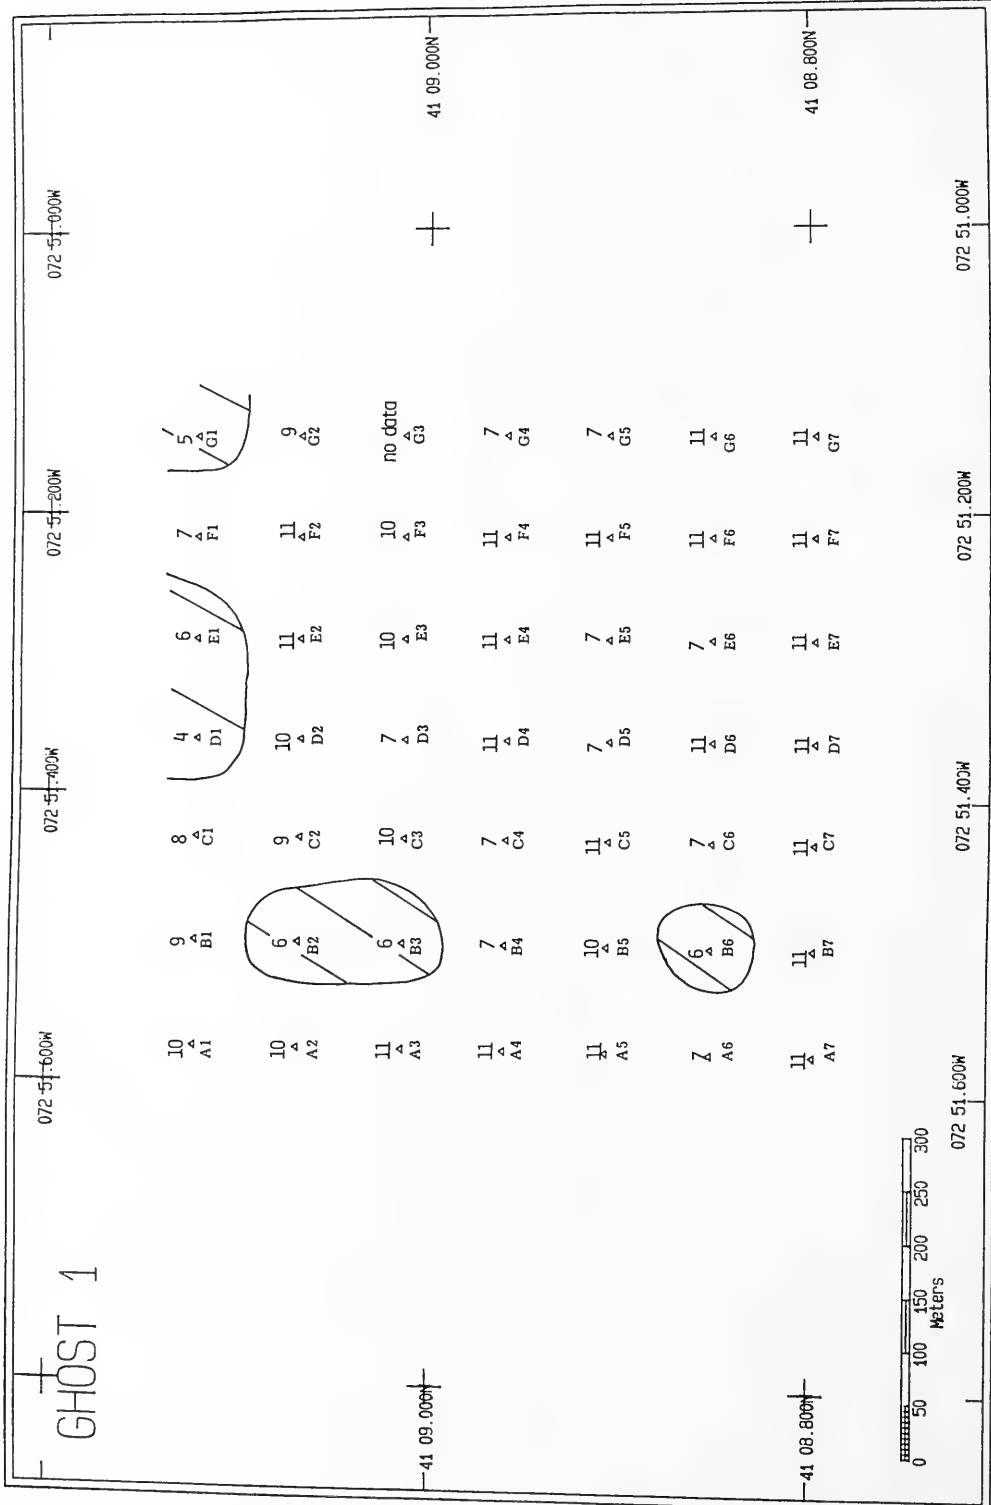 GHOST 1
072 51.600W 072 51.400W 072 51.200W 072 51.000W
10 9 8 4 6 7 5
A1 B1 C1 D1 E1 F1 G1
10 6 9 10 11 11 9
A2 B2 C2 D2 E2 F2 G2
11 6 10 7 10 10 no data
A3 B3 C3 D3 E3 F3 G3
41 09.000N 41 09.000N
11 7 7 11 11 11 7
A4 B4 C4 D4 E4 F4 G4
11 10 11 7 7 11 7
A5 B5 C5 D5 E5 F5 G5
7 6 7 11 7 11 11
A6 B6 C6 D6 E6 F6 G6
11 11 11 11 11 11 11
A7 B7 C7 D7 E7 F7 G7
41 08.800N 41 08.800N
0 50 100 150 200 250 300
Meters
072 51.600W 072 51.400W 072 51.200W 072 51.000W